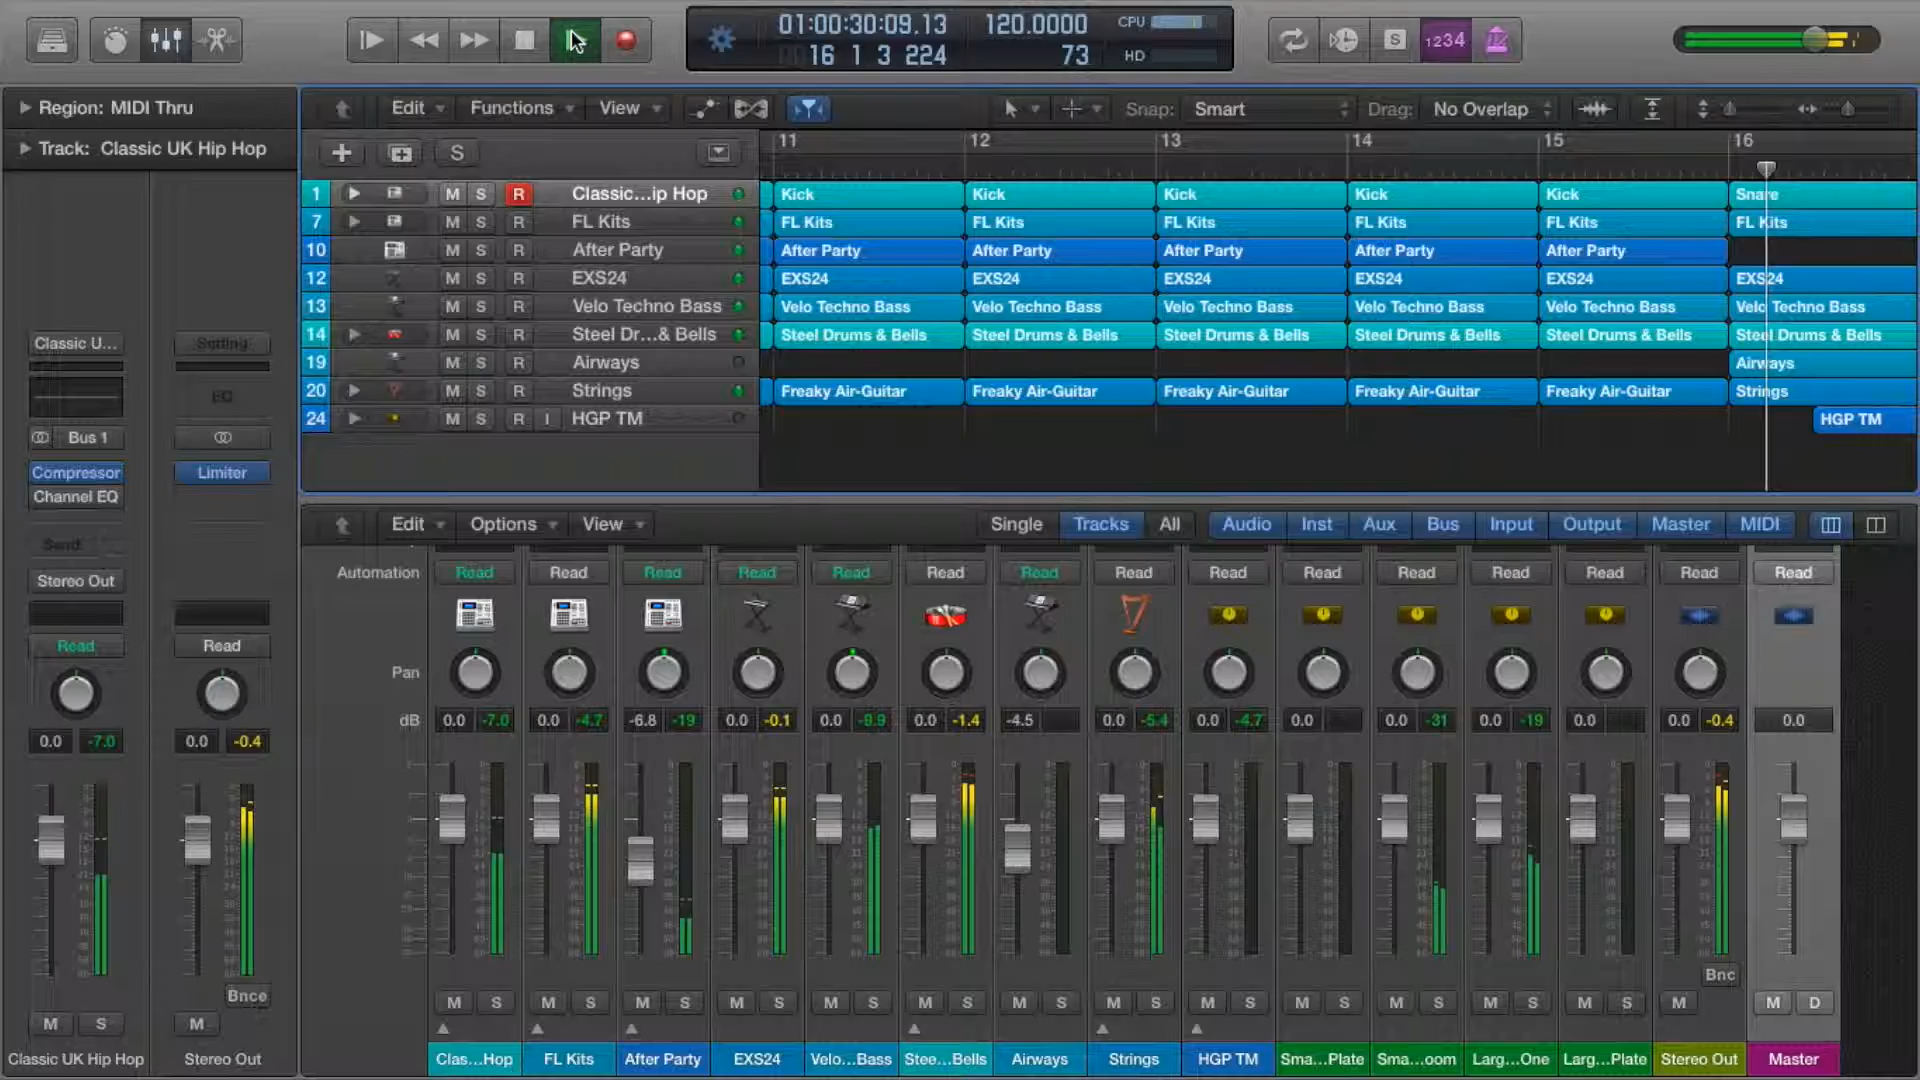 01:00:30:09.13 120.0000 CPU
16 1 3 224 73 HD
S 1234
Region: MIDI Thru
Track: Classic UK Hip Hop
Edit Functions View Snap: Smart Drag: No Overlap
S
11 12 13 14 15 16
1 M S R Classic...ip Hop Kick Kick Kick Kick Kick Snare
7 M S R FL Kits FL Kits FL Kits FL Kits FL Kits FL Kits FL Kits
10 M S R After Party After Party After Party After Party After Party After Party
12 M S R EXS24 EXS24 EXS24 EXS24 EXS24 EXS24 EXS24
13 M S R Velo Techno Bass Velo Techno Bass Velo Techno Bass Velo Techno Bass Velo Techno Bass Velo Techno Bass Velo Techno Bass
14 M S R Steel Dr...& Bells Steel Drums & Bells Steel Drums & Bells Steel Drums & Bells Steel Drums & Bells Steel Drums & Bells Steel Drums & Bells
19 M S R Airways Airways
20 M S R Strings Freaky Air-Guitar Freaky Air-Guitar Freaky Air-Guitar Freaky Air-Guitar Freaky Air-Guitar Strings
24 M S R I HGP TM HGP TM
Classic U... Setting
EQ
Bus 1
Compressor Limiter
Channel EQ
Send
Stereo Out
Read Read
0.0 -7.0 0.0 -0.4
Bnce
M S M
Classic UK Hip Hop Stereo Out
Edit Options View Single Tracks All Audio Inst Aux Bus Input Output Master MIDI
Automation Read Read Read Read Read Read Read Read Read Read Read Read Read Read Read
Pan
dB 0.0 -7.0 0.0 -4.7 -6.8 -19 0.0 -0.1 0.0 -9.9 0.0 -1.4 -4.5 0.0 -5.4 0.0 -4.7 0.0 0.0 -31 0.0 -19 0.0 0.0 -0.4 0.0
Bnc
M S M S M S M S M S M S M S M S M S M S M S M S M S M M D
Clas...Hop FL Kits After Party EXS24 Velo...Bass Stee...Bells Airways Strings HGP TM Sma...Plate Sma...oom Larg...One Larg...Plate Stereo Out Master